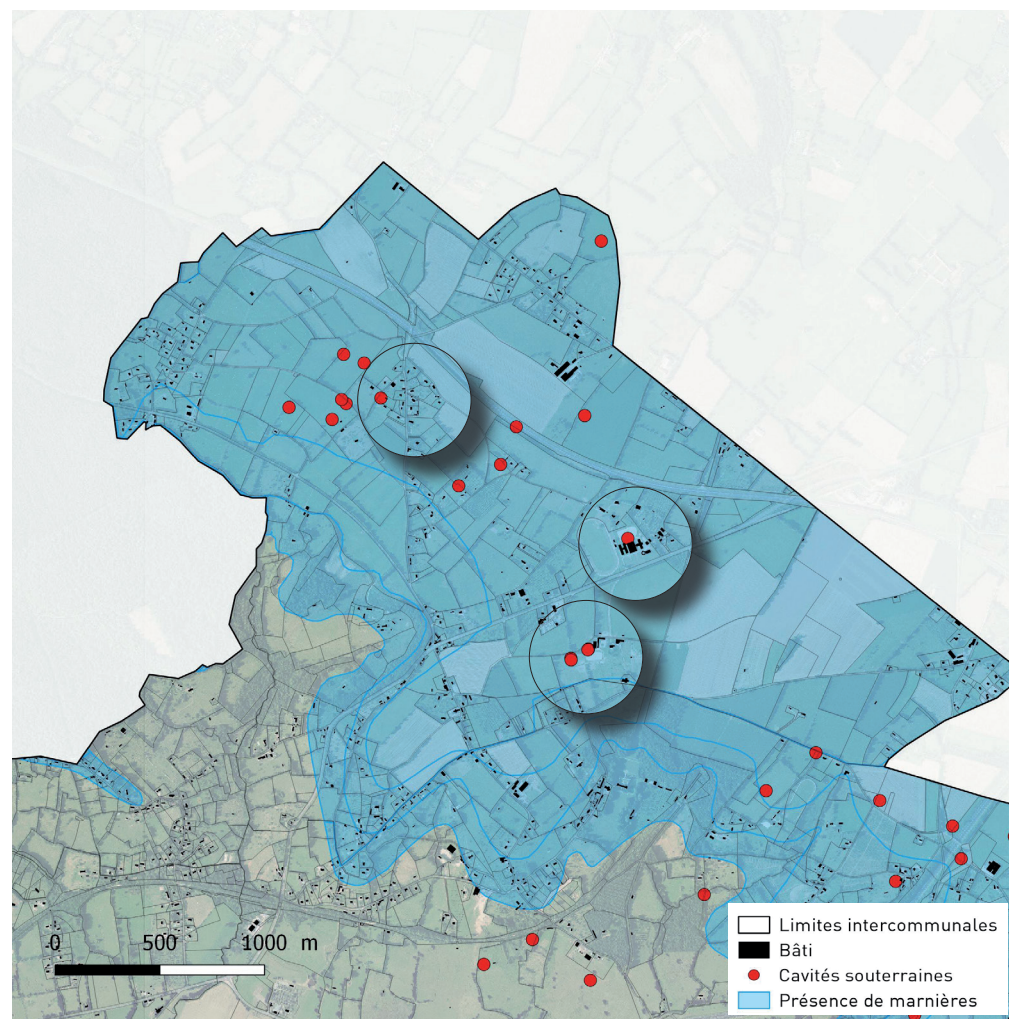 0 500 1000 m
Limites intercommunales
Bâti
Cavités souterraines
Présence de marnières